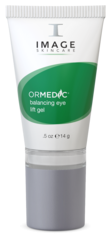 IMAGE
SKINCARE
ORMEDIC
balancing eye
lift gel
.5 oz ℮ 14 g